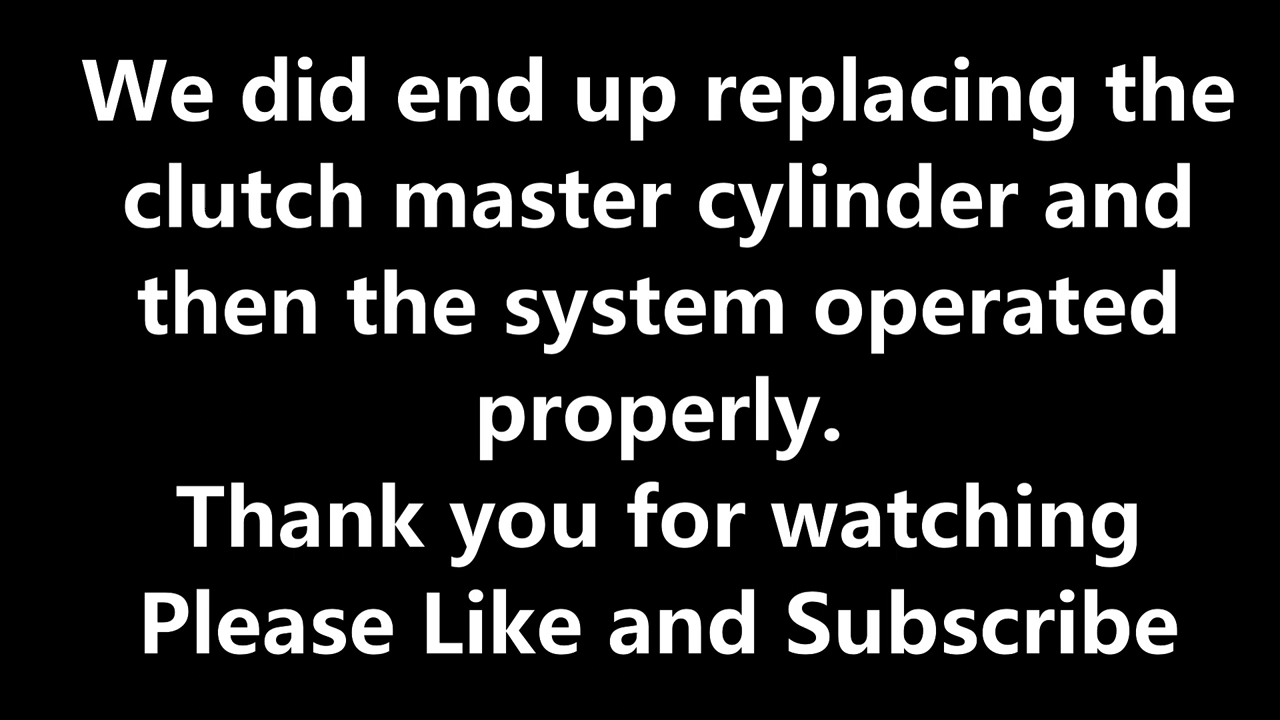 We did end up replacing the
clutch master cylinder and
then the system operated
properly.
Thank you for watching
Please Like and Subscribe